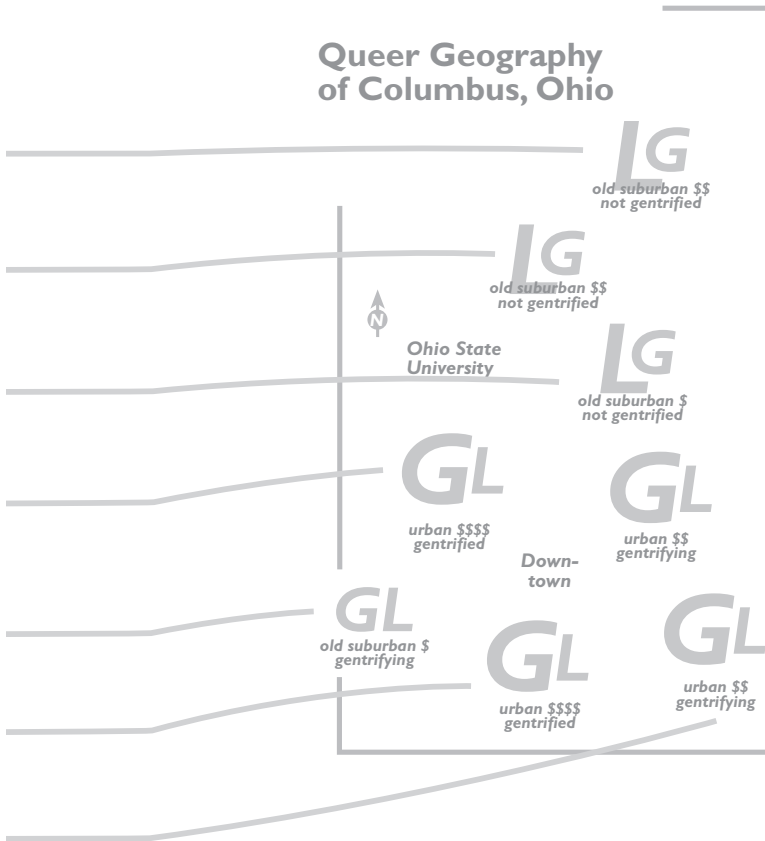 Queer Geography
of Columbus, Ohio
LG
old suburban $$
not gentrified
LG
old suburban $$
not gentrified
N
Ohio State
University
LG
old suburban $
not gentrified
GL
urban $$$$
gentrified
GL
urban $$
gentrifying
Down-
town
GL
old suburban $
gentrifying
GL
urban $$$$
gentrified
GL
urban $$
gentrifying